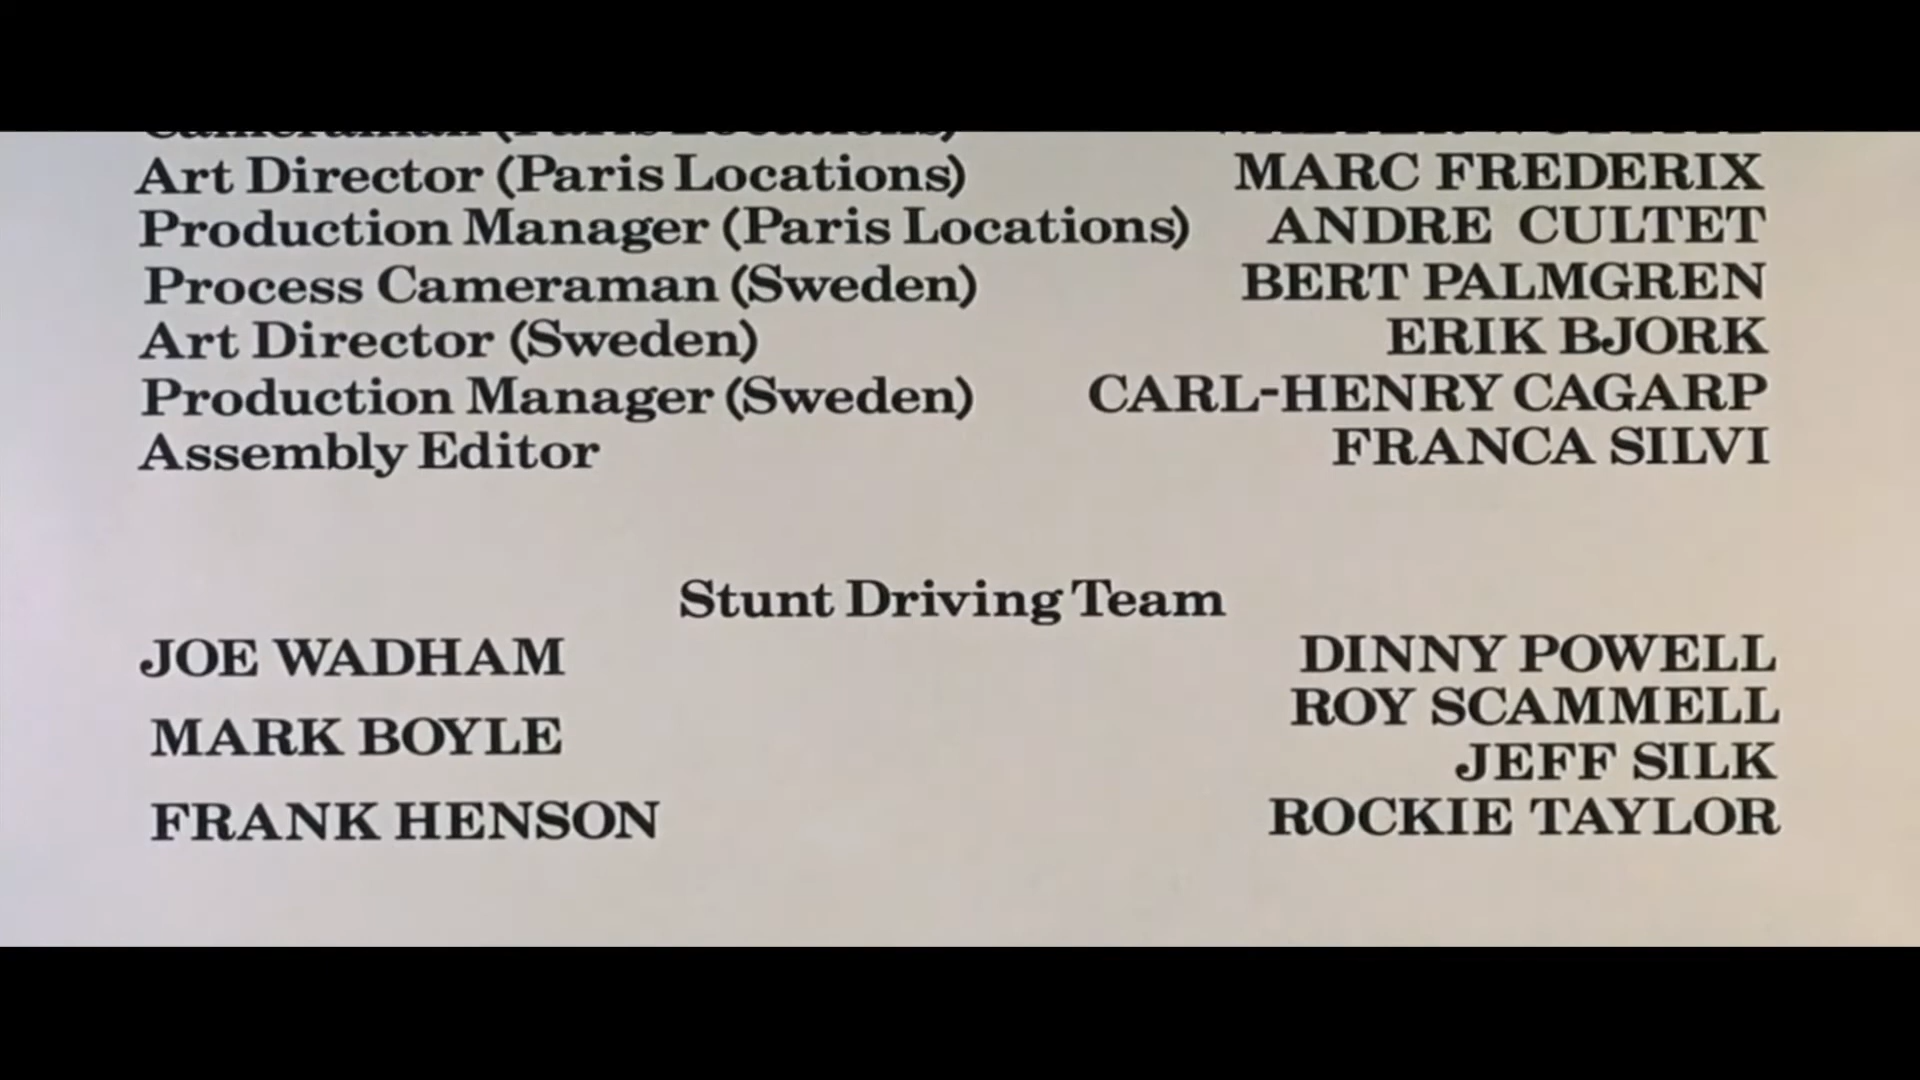 Art Director (Paris Locations) MARC FREDERIX
Production Manager (Paris Locations) ANDRE CULTET
Process Cameraman (Sweden) BERT PALMGREN
Art Director (Sweden) ERIK BJORK
Production Manager (Sweden) CARL-HENRY CAGARP
Assembly Editor FRANCA SILVI
Stunt Driving Team
JOE WADHAM DINNY POWELL
ROY SCAMMELL
MARK BOYLE
JEFF SILK
FRANK HENSON ROCKIE TAYLOR